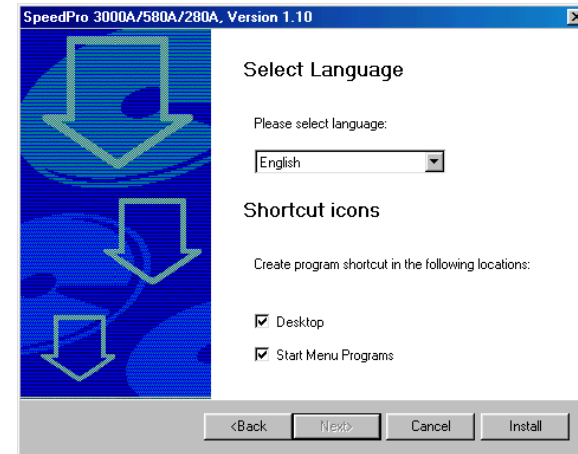 SpeedPro 3000A/580A/280A, Version 1.10
Select Language
Please select language:
English
Shortcut icons
Create program shortcut in the following locations:
Desktop
Start Menu Programs
<Back Next> Cancel Install